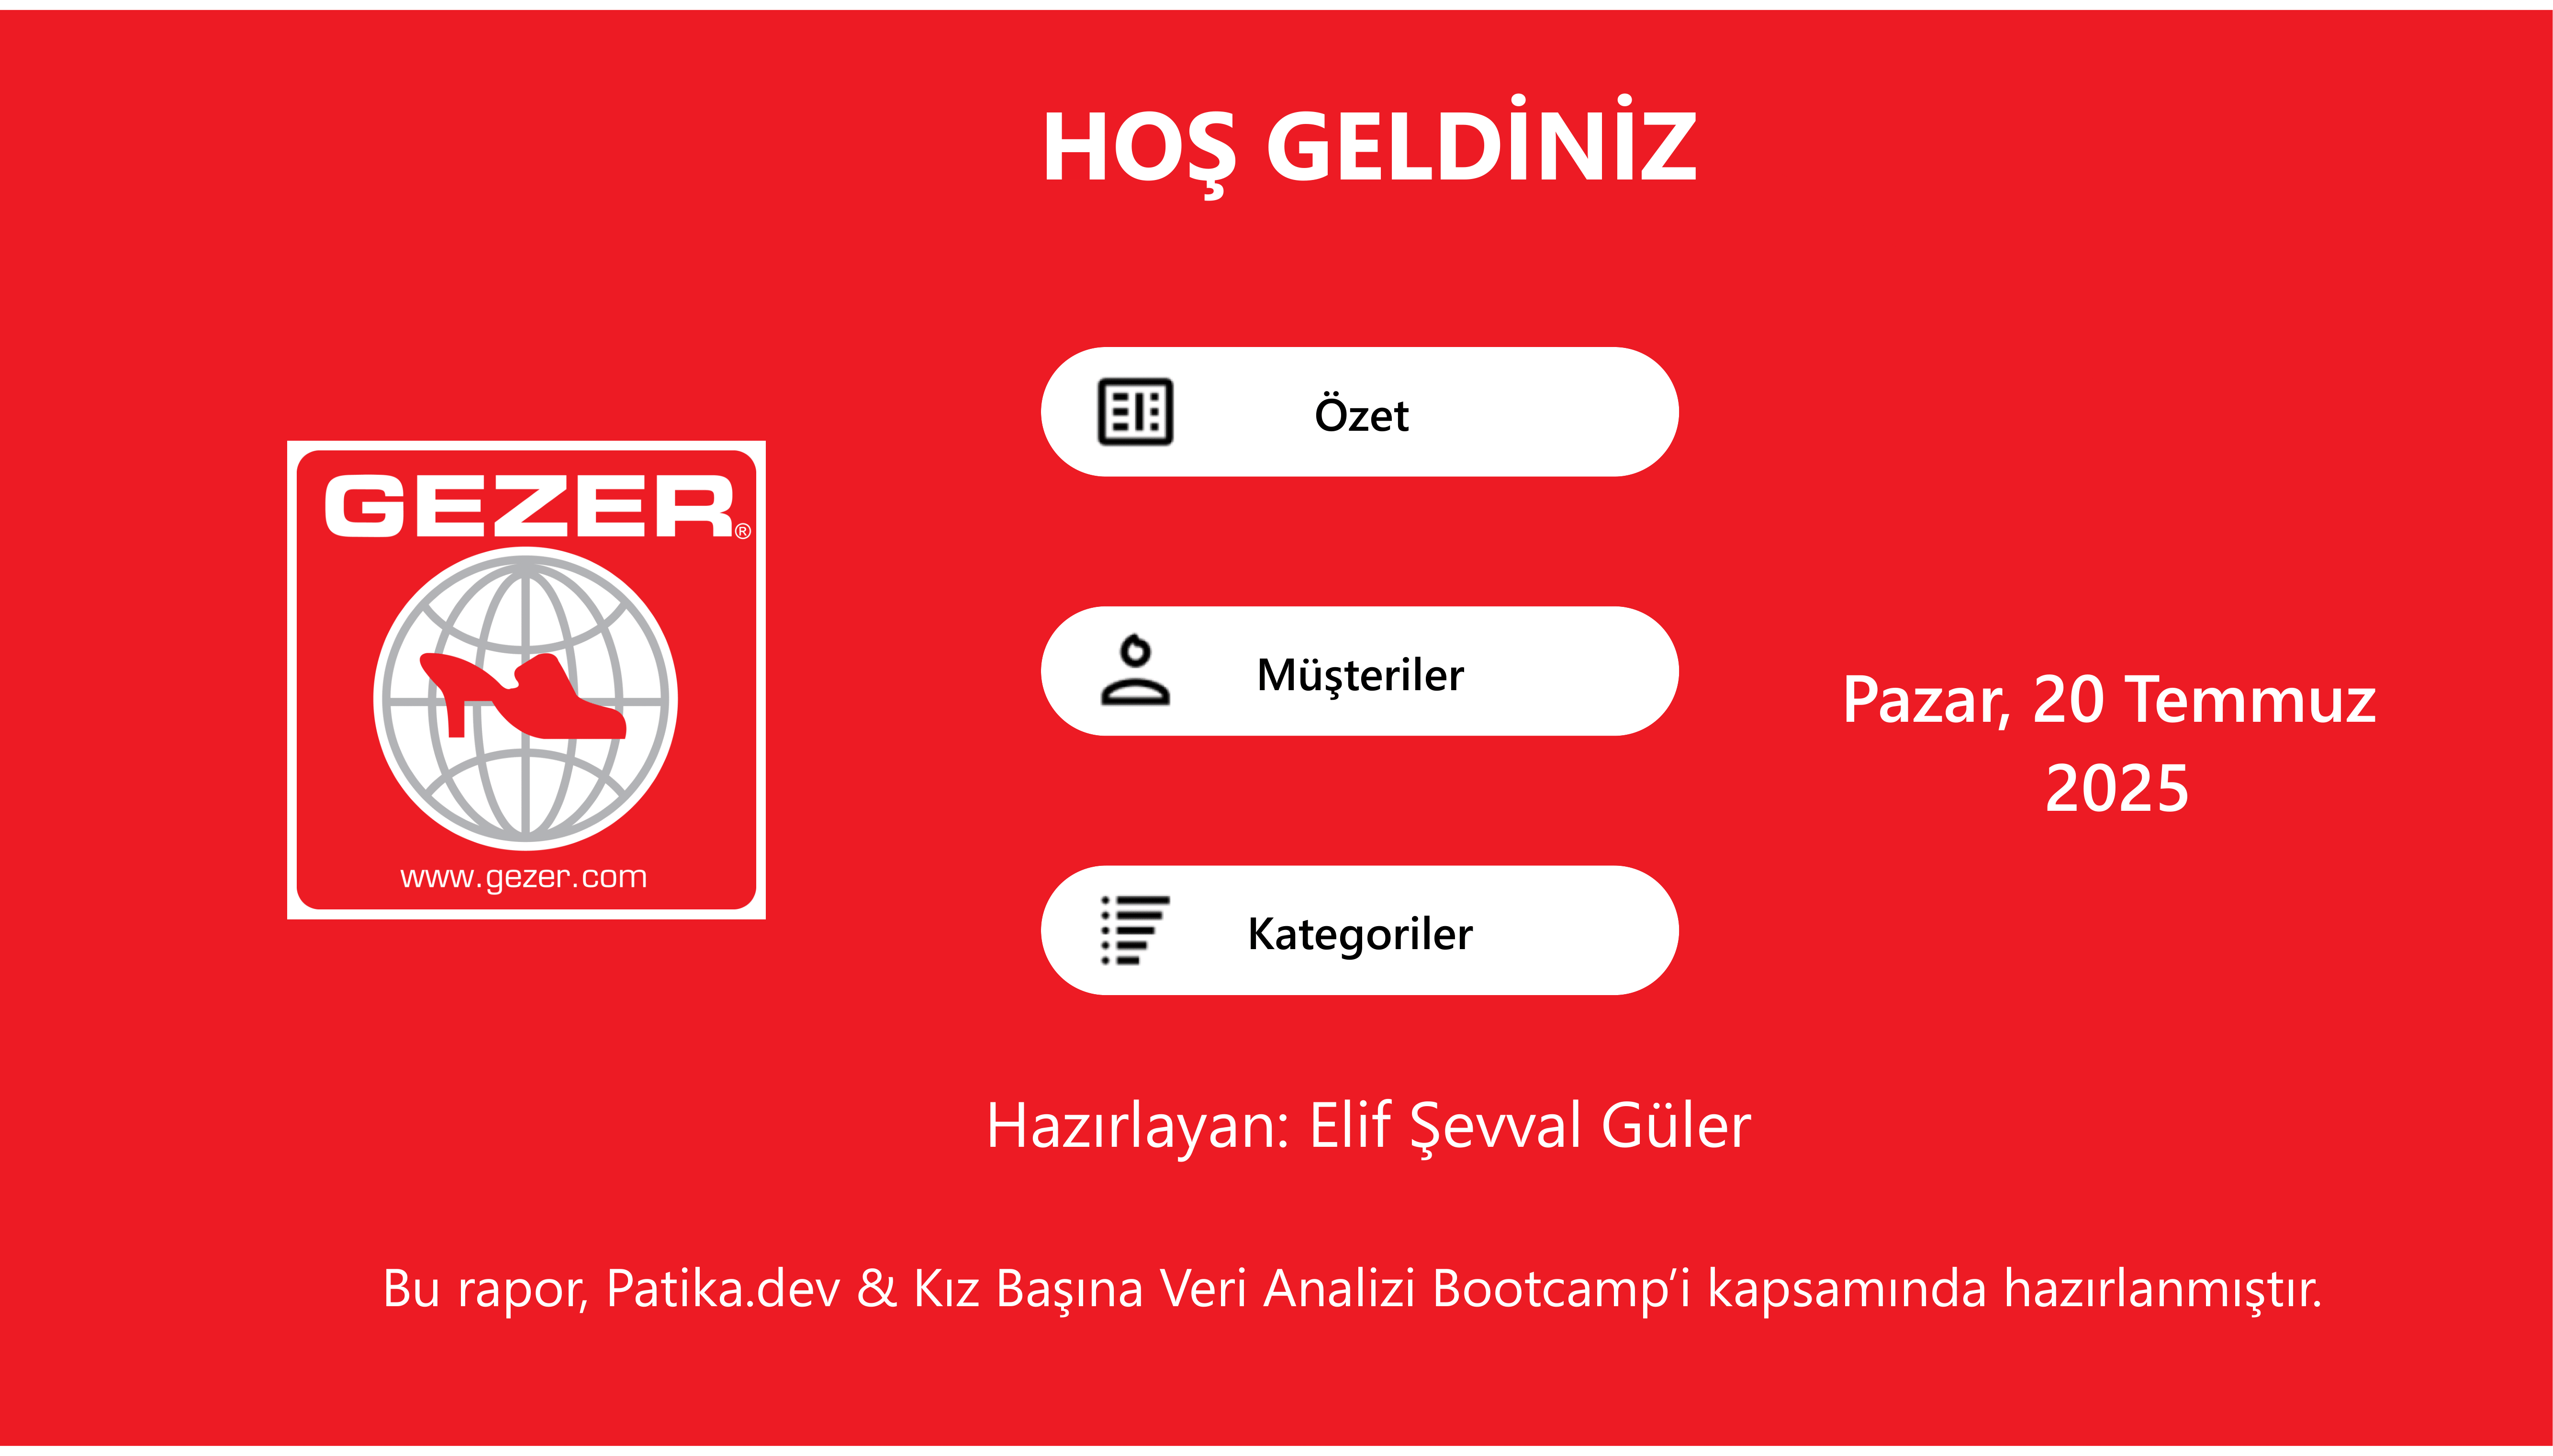 HOŞ GELDİNİZ
Özet
GEZER®
www.gezer.com
Müşteriler
Pazar, 20 Temmuz
2025
Kategoriler
Hazırlayan: Elif Şevval Güler
Bu rapor, Patika.dev & Kız Başına Veri Analizi Bootcamp’i kapsamında hazırlanmıştır.